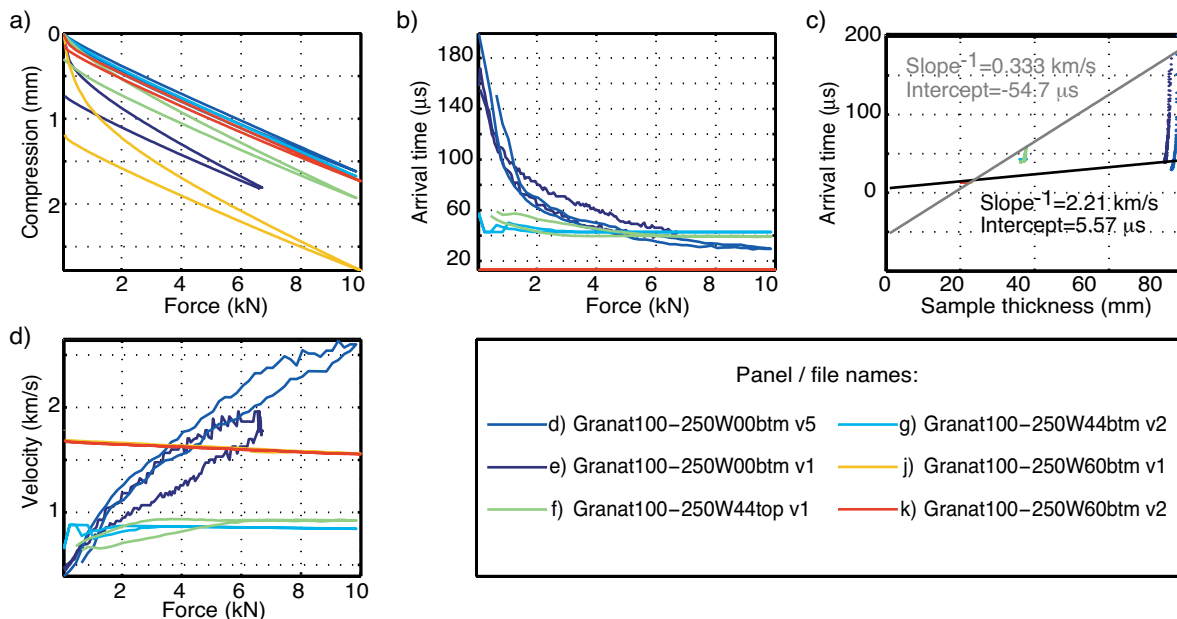 a)
0
1
2
Compression (mm)
2
4
6
8
10
Force (kN)
b)
180
140
100
60
20
Arrival time (µs)
2
4
6
8
10
Force (kN)
c)
200
100
0
Arrival time
Slope-1=0.333 km/s
Intercept=-54.7 µs
Slope-1=2.21 km/s
Intercept=5.57 µs
0
20
40
60
80
Sample thickness (mm)
d)
2
1
Velocity (km/s)
2
4
6
8
10
Force (kN)
Panel / file names:
d) Granat100-250W00btm v5
g) Granat100-250W44btm v2
e) Granat100-250W00btm v1
j) Granat100-250W60btm v1
f) Granat100-250W44top v1
k) Granat100-250W60btm v2